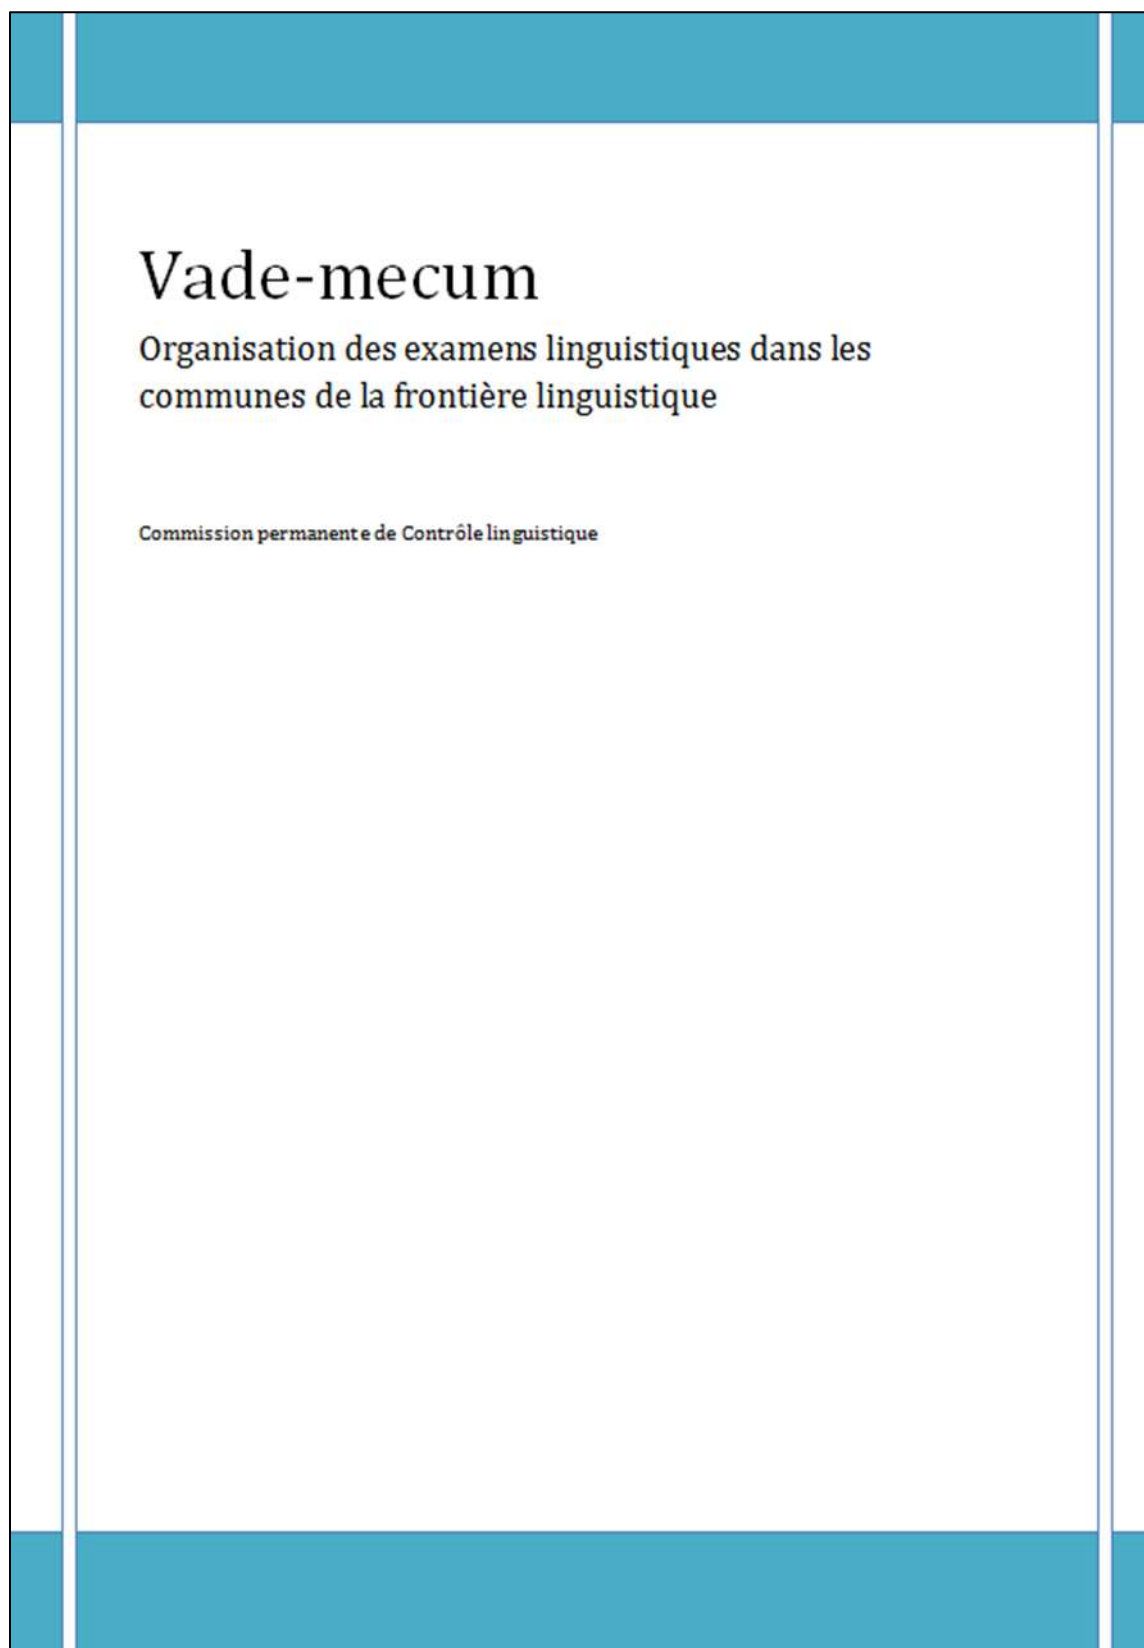 Vade-mecum
Organisation des examens linguistiques dans les
communes de la frontière linguistique
Commission permanente de Contrôle linguistique